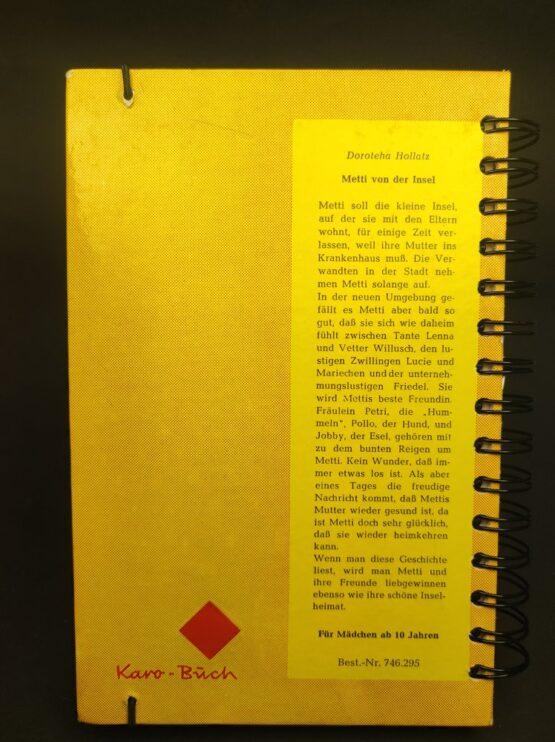 Doroteha Hollatz
Metti von der Insel
Metti soll die kleine Insel,
auf der sie mit den Eltern
wohnt, für einige Zeit ver-
lassen, weil ihre Mutter ins
Krankenhaus muß. Die Ver-
wandten in der Stadt neh-
men Metti solange auf.
In der neuen Umgebung ge-
fällt es Metti aber bald so
gut, daß sie sich wie daheim
fühlt zwischen Tante Lenna
und Vetter Willusch, den lu-
stigen Zwillingen Lucie und
Mariechen und der unterneh-
mungslustigen Friedel. Sie
wird Mettis beste Freundin.
Fräulein Petri, die „Hum-
meln“, Pollo, der Hund, und
Jobby, der Esel, gehören mit
zu dem bunten Reigen um
Metti. Kein Wunder, daß im-
mer etwas los ist. Als aber
eines Tages die freudige
Nachricht kommt, daß Mettis
Mutter wieder gesund ist, da
ist Metti doch sehr glücklich,
daß sie wieder heimkehren
kann.
Wenn man diese Geschichte
liest, wird man Metti und
ihre Freunde liebgewinnen
ebenso wie ihre schöne Insel-
heimat.
Für Mädchen ab 10 Jahren
Best.-Nr. 746.295
Karo-Buch